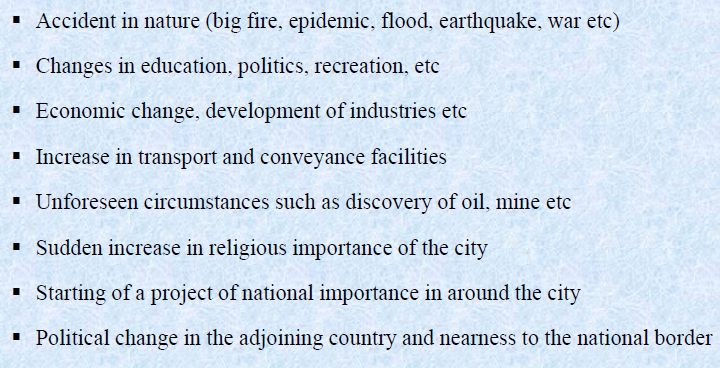 ▪ Accident in nature (big fire, epidemic, flood, earthquake, war etc)
▪ Changes in education, politics, recreation, etc
▪ Economic change, development of industries etc
▪ Increase in transport and conveyance facilities
▪ Unforeseen circumstances such as discovery of oil, mine etc
▪ Sudden increase in religious importance of the city
▪ Starting of a project of national importance in around the city
▪ Political change in the adjoining country and nearness to the national border